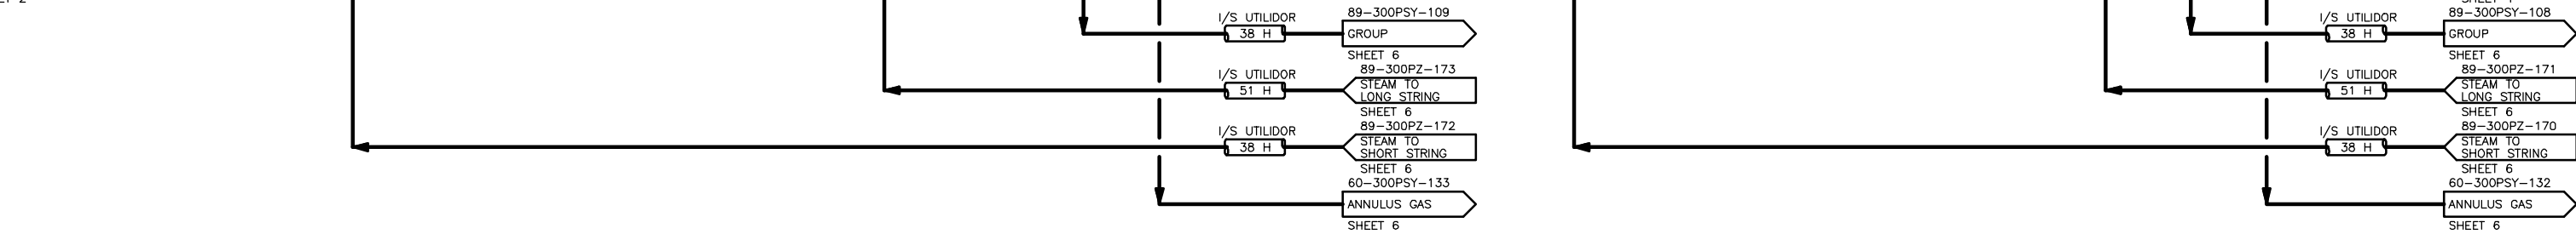 89-300PSY-109
I/S UTILIDOR
38 H
GROUP
SHEET 6
89-300PZ-173
I/S UTILIDOR
51 H
STEAM TO
LONG STRING
SHEET 6
89-300PZ-172
I/S UTILIDOR
38 H
STEAM TO
SHORT STRING
SHEET 6
60-300PSY-133
ANNULUS GAS
SHEET 6
89-300PSY-108
I/S UTILIDOR
38 H
GROUP
SHEET 6
89-300PZ-171
I/S UTILIDOR
51 H
STEAM TO
LONG STRING
SHEET 6
89-300PZ-170
I/S UTILIDOR
38 H
STEAM TO
SHORT STRING
SHEET 6
60-300PSY-132
ANNULUS GAS
SHEET 6